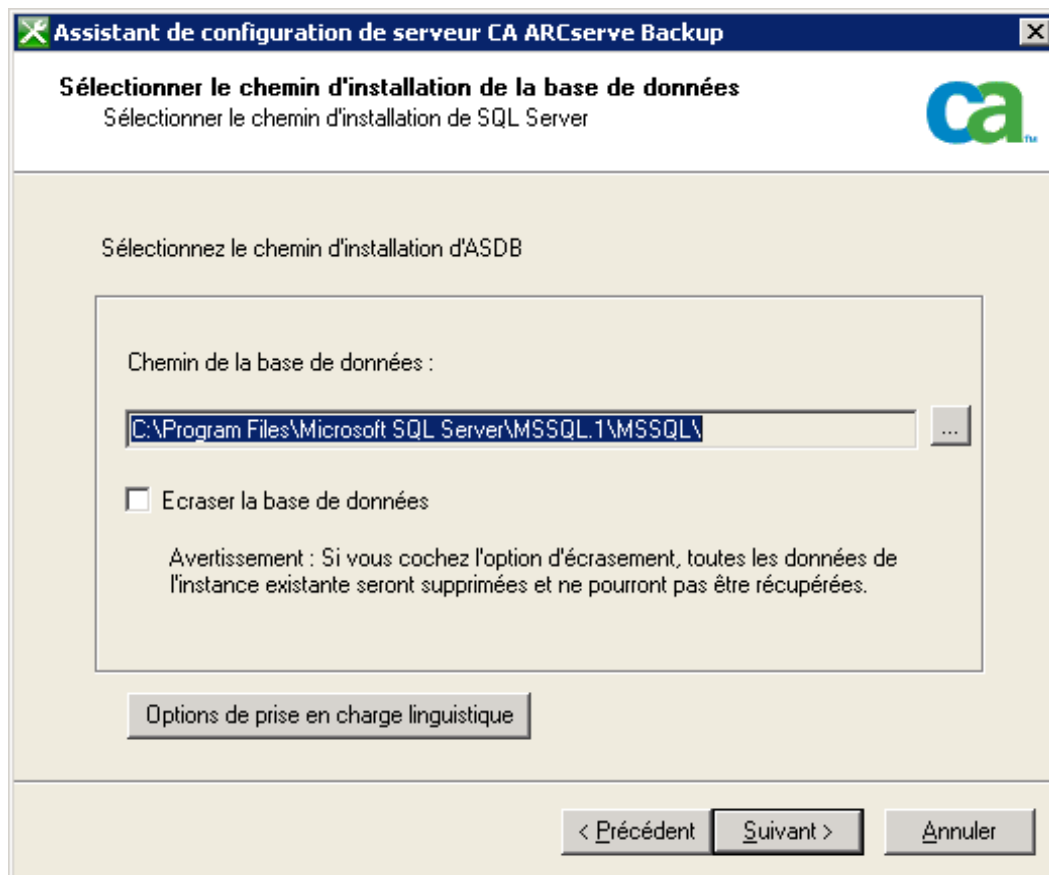 Assistant de configuration de serveur CA ARCserve Backup
Sélectionner le chemin d'installation de la base de données
Sélectionner le chemin d'installation de SQL Server
ca TM
Sélectionnez le chemin d'installation d'ASDB
Chemin de la base de données :
C:\Program Files\Microsoft SQL Server\MSSQL.1\MSSQL\
...
Ecraser la base de données
Avertissement : Si vous cochez l'option d'écrasement, toutes les données de
l'instance existante seront supprimées et ne pourront pas être récupérées.
Options de prise en charge linguistique
< Précédent
Suivant >
Annuler